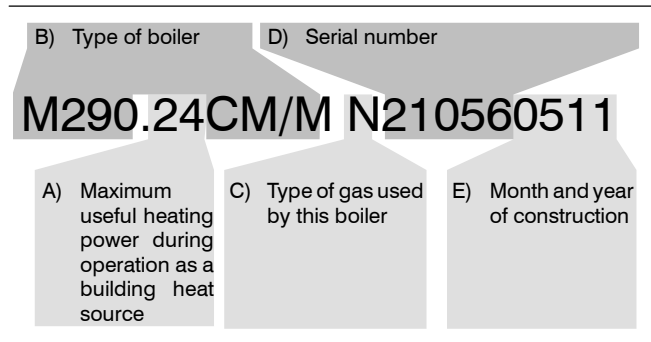 B) Type of boiler
D) Serial number
M290.24CM/M N210560511
A) Maximum
useful heating
power during
operation as a
building heat
source
C) Type of gas used
by this boiler
E) Month and year
of construction